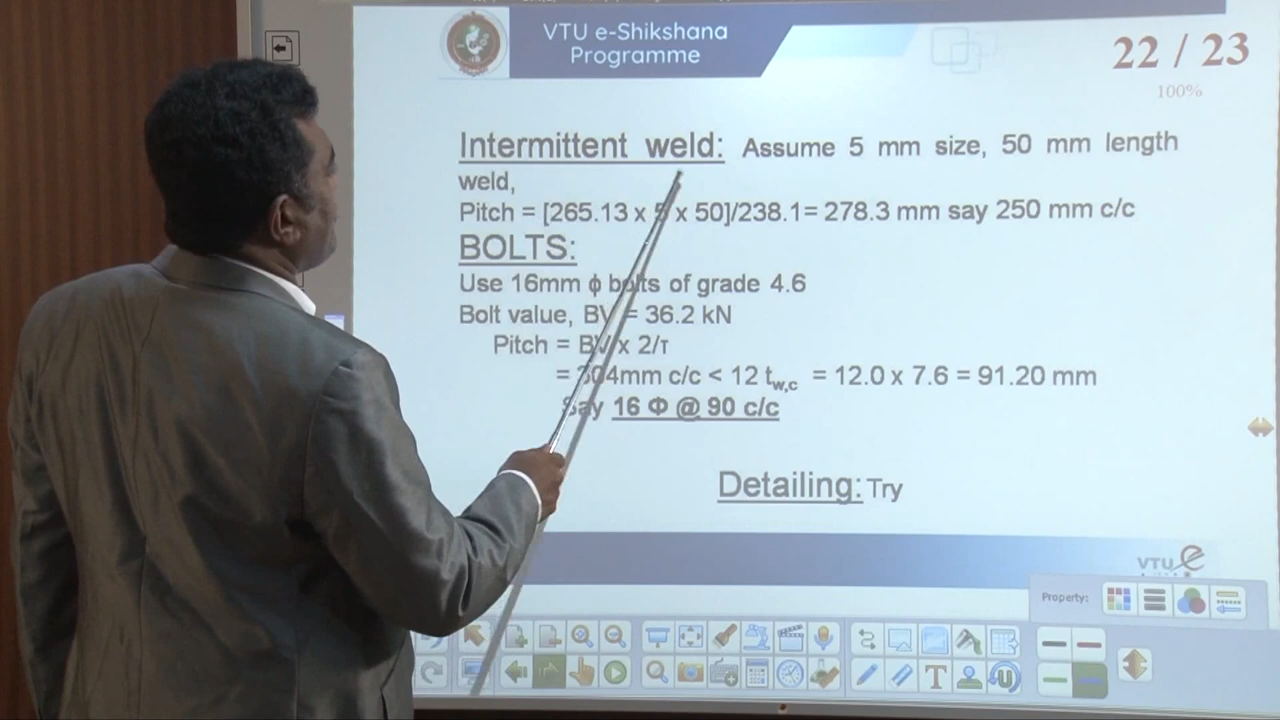 VTU e-Shikshana
Programme
22 / 23
100%
Intermittent weld: Assume 5 mm size, 50 mm length
weld,
Pitch = [265.13 x 5 x 50]/238.1= 278.3 mm say 250 mm c/c
BOLTS:
Use 16mm ϕ bolts of grade 4.6
Bolt value, BV = 36.2 kN
Pitch = BV x 2/τ
= 304mm c/c < 12 tw,c = 12.0 x 7.6 = 91.20 mm
Say 16 Φ @ 90 c/c
Detailing: Try
VTU e
Property: